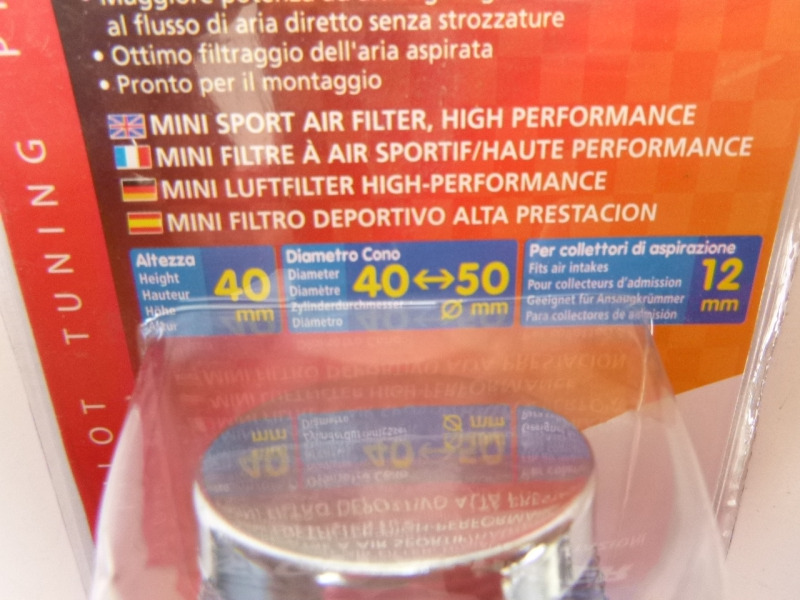 al flusso di aria diretto senza strozzature
• Ottimo filtraggio dell'aria aspirata
• Pronto per il montaggio
MINI SPORT AIR FILTER, HIGH PERFORMANCE
MINI FILTRE À AIR SPORTIF/HAUTE PERFORMANCE
MINI LUFTFILTER HIGH-PERFORMANCE
MINI FILTRO DEPORTIVO ALTA PRESTACION
Altezza
Height
Hauteur
Höhe
40
mm
Diametro Cono
Diameter
Diamètre
Zylinderdurchmesser
Diámetro
40↔50
Ø mm
Per collettori di aspirazione
Fits air intakes
Pour collecteurs d'admission
Geeignet für Ansaugkrümmer
Para collectores de admisión
12
mm
TUNING